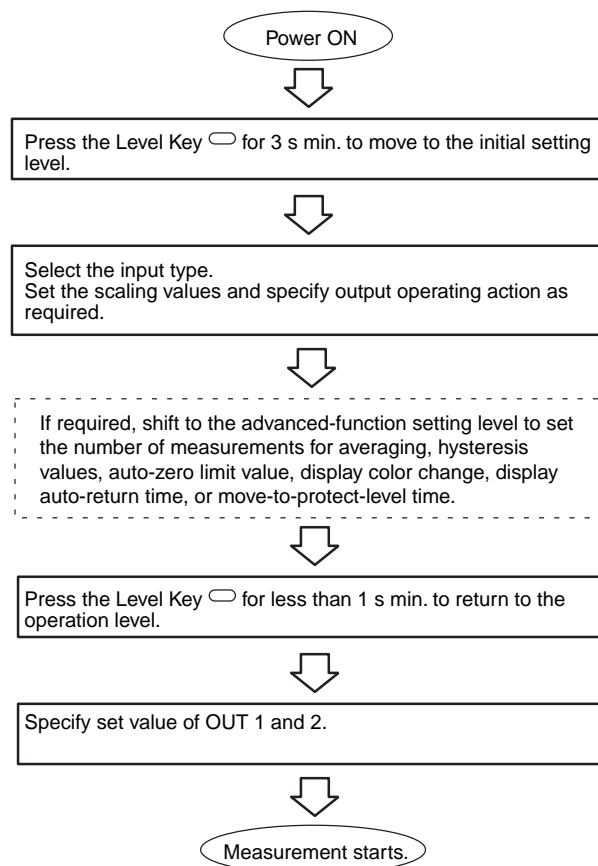 Power ON
Press the Level Key for 3 s min. to move to the initial setting
level.
Select the input type.
Set the scaling values and specify output operating action as
required.
If required, shift to the advanced-function setting level to set
the number of measurements for averaging, hysteresis
values, auto-zero limit value, display color change, display
auto-return time, or move-to-protect-level time.
Press the Level Key for less than 1 s min. to return to the
operation level.
Specify set value of OUT 1 and 2.
Measurement starts.